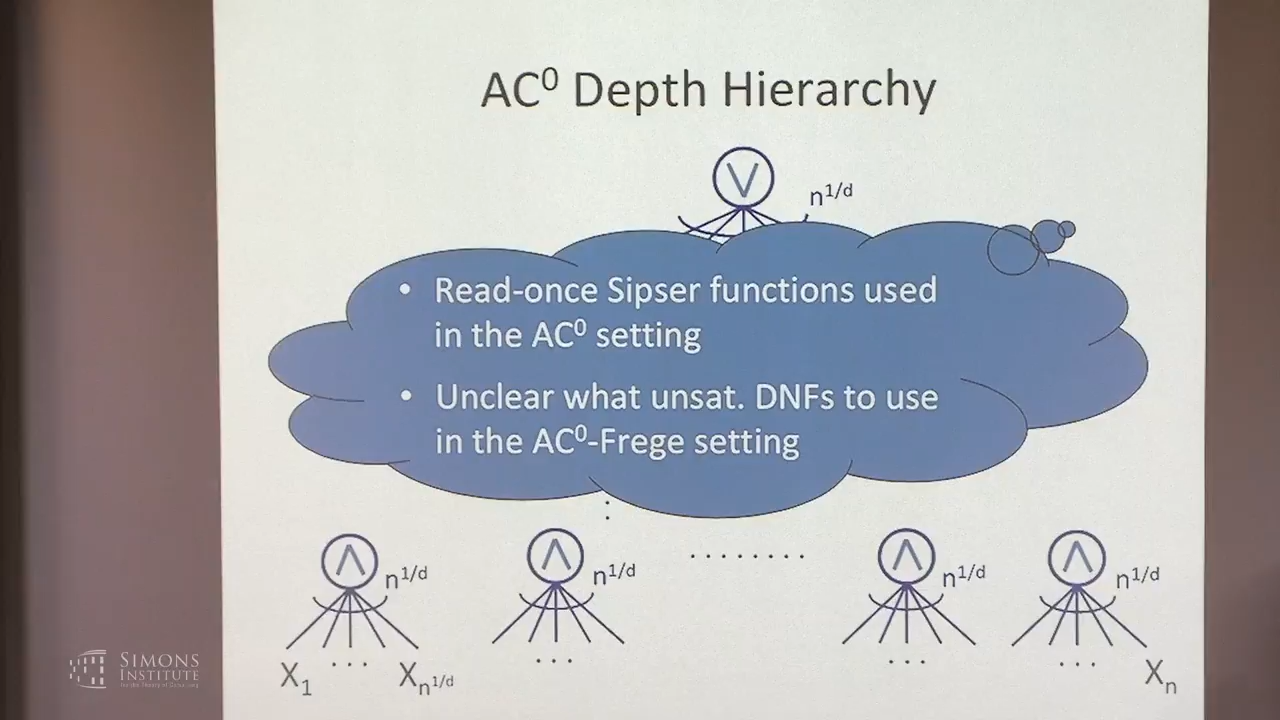 AC⁰ Depth Hierarchy
V
n^1/d
• Read-once Sipser functions used
in the AC⁰ setting
• Unclear what unsat. DNFs to use
in the AC⁰-Frege setting
Λ n^1/d Λ n^1/d ........ Λ n^1/d Λ n^1/d
X₁ ... X_n^1/d ... ... ... Xₙ
SIMONS
INSTITUTE